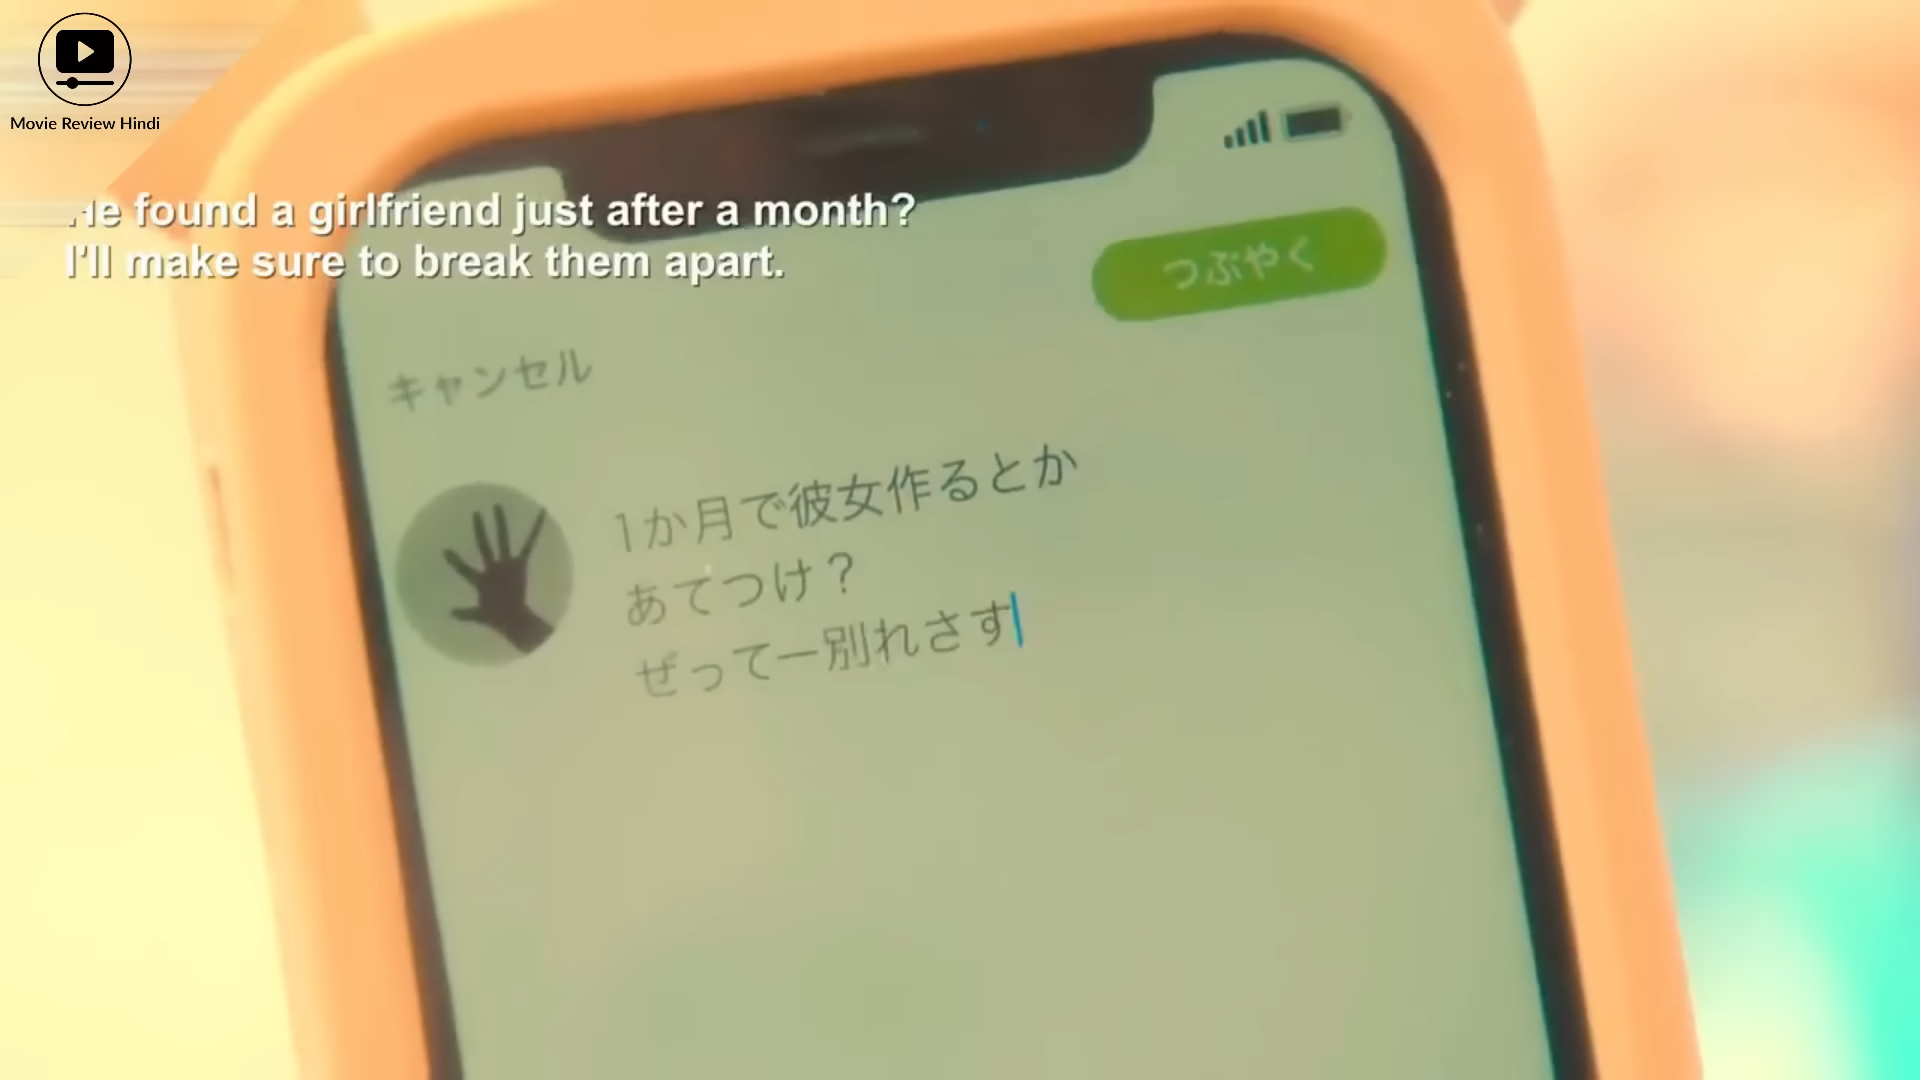 Movie Review Hindi
He found a girlfriend just after a month?
I'll make sure to break them apart.
つぶやく
キャンセル
1か月で彼女作るとか
あてつけ？
ぜってー別れさす